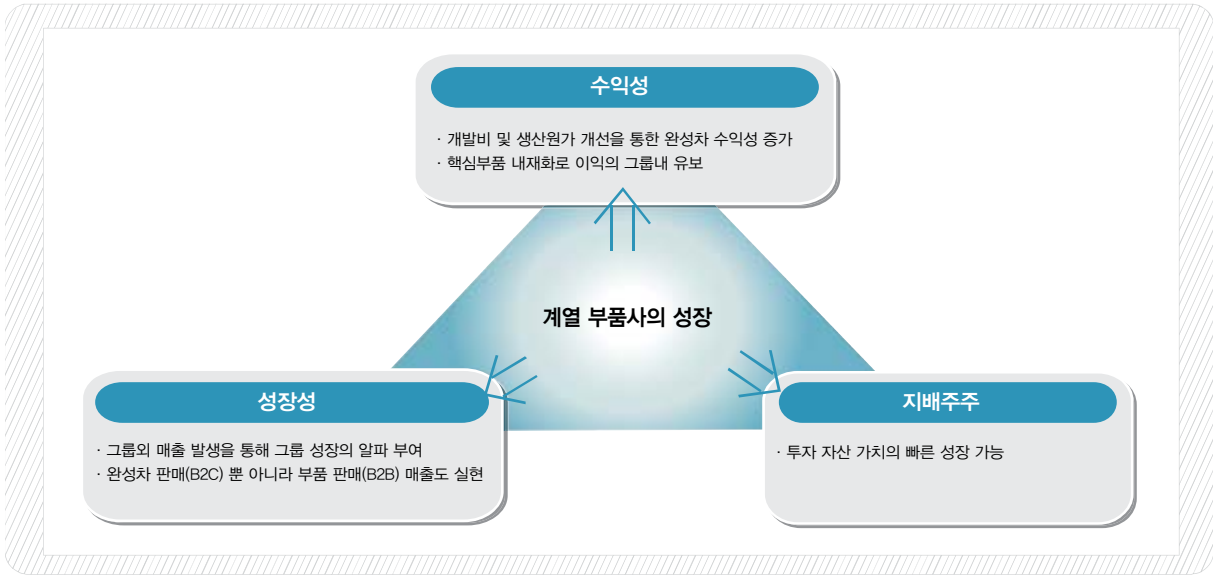 수익성
· 개발비 및 생산원가 개선을 통한 완성차 수익성 증가
· 핵심부품 내재화로 이익의 그룹내 유보
계열 부품사의 성장
성장성
· 그룹외 매출 발생을 통해 그룹 성장의 알파 부여
· 완성차 판매(B2C) 뿐 아니라 부품 판매(B2B) 매출도 실현
지배주주
· 투자 자산 가치의 빠른 성장 가능